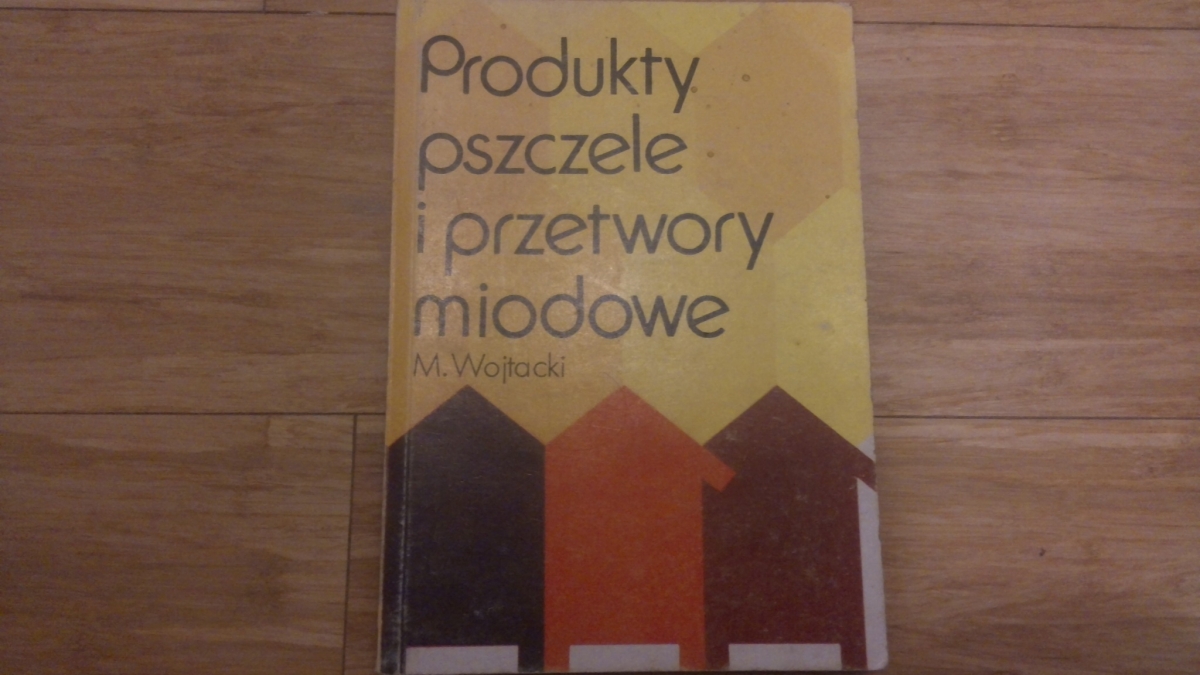 Produkty
pszczele
i przetwory
miodowe
M. Wojtacki